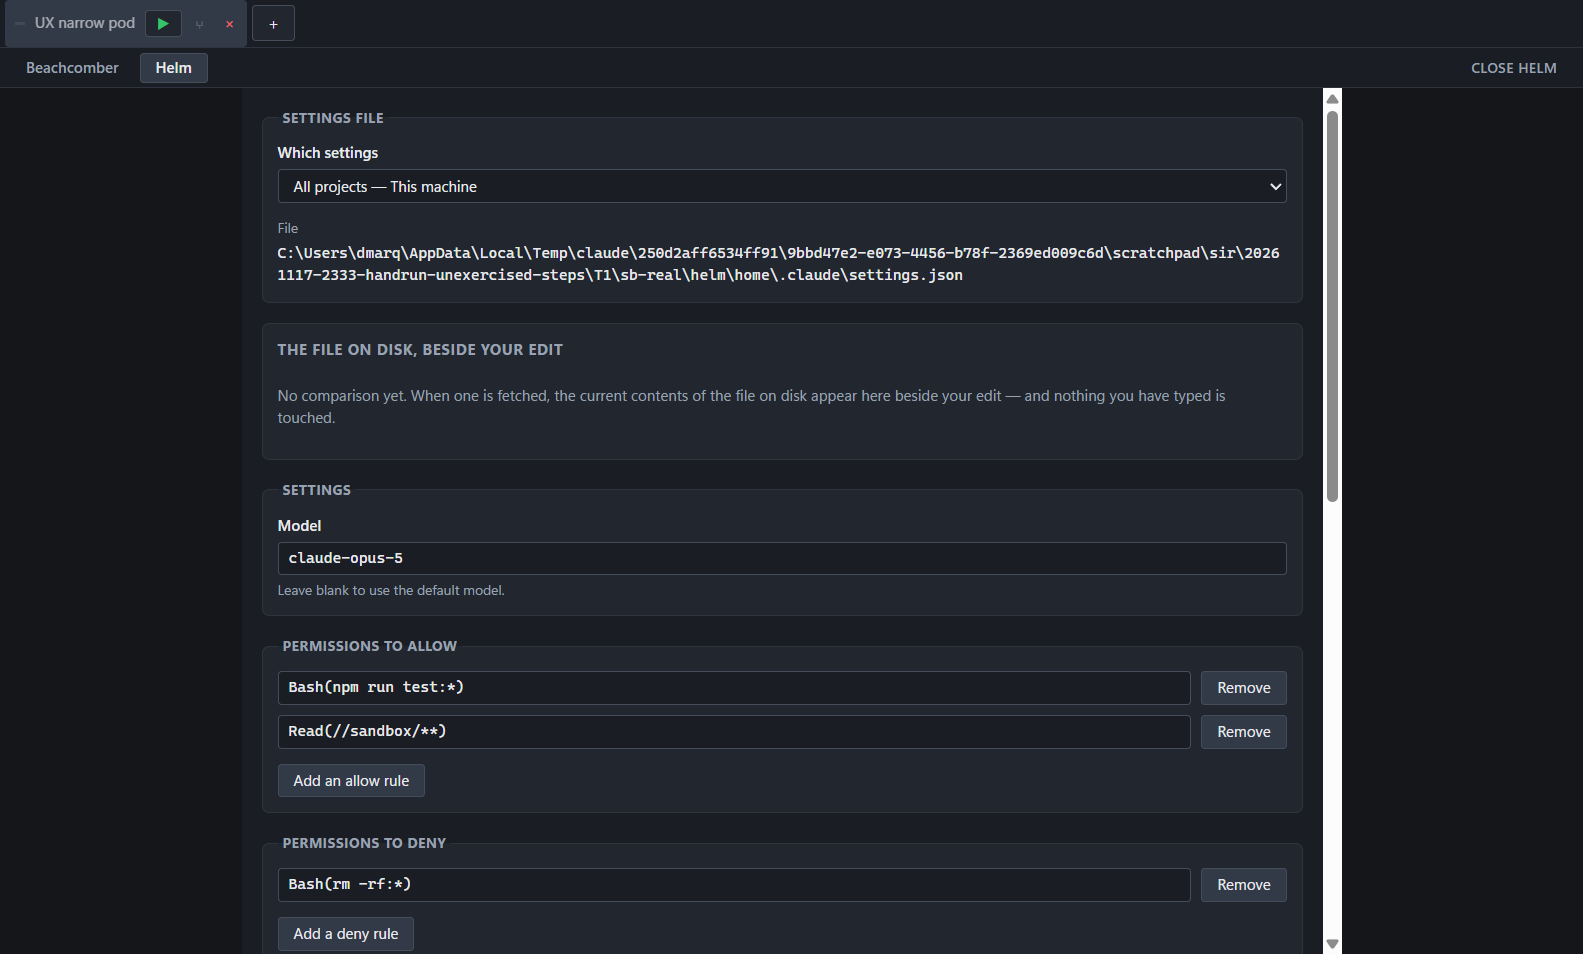 UX narrow pod
+
Beachcomber
Helm
CLOSE HELM
SETTINGS FILE
Which settings
All projects — This machine
File
C:\Users\dmarq\AppData\Local\Temp\claude\250d2aff6534ff91\9bbd47e2-e073-4456-b78f-2369ed009c6d\scratchpad\sir\2026
1117-2333-handrun-unexercised-steps\T1\sb-real\helm\home\.claude\settings.json
THE FILE ON DISK, BESIDE YOUR EDIT
No comparison yet. When one is fetched, the current contents of the file on disk appear here beside your edit — and nothing you have typed is
touched.
SETTINGS
Model
claude-opus-5
Leave blank to use the default model.
PERMISSIONS TO ALLOW
Bash(npm run test:*)
Remove
Read(//sandbox/**)
Remove
Add an allow rule
PERMISSIONS TO DENY
Bash(rm -rf:*)
Remove
Add a deny rule